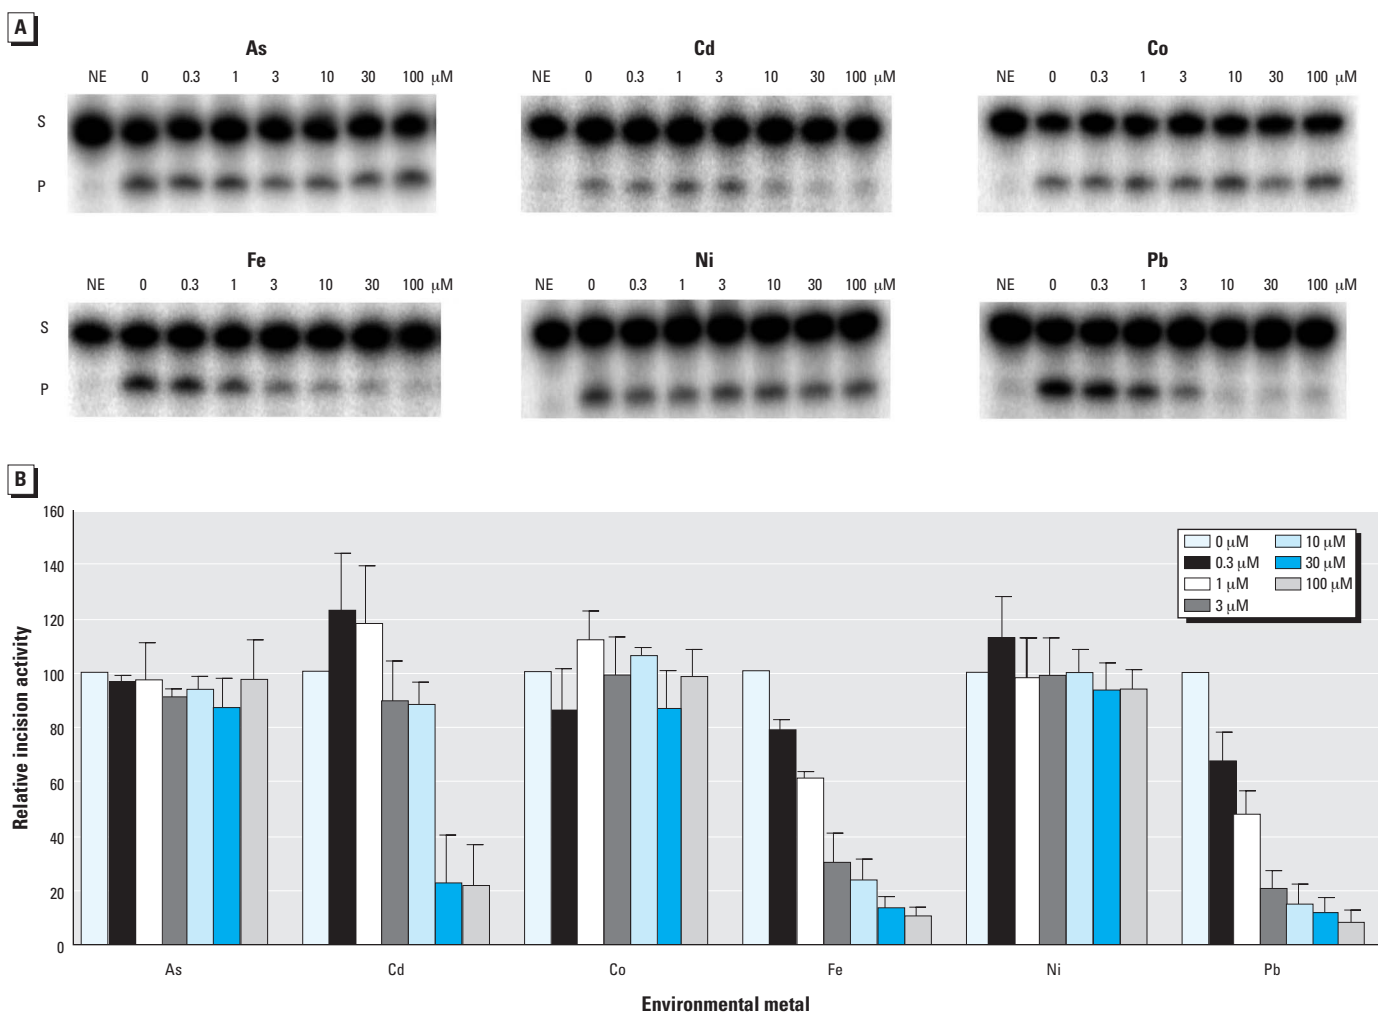 A
As
NE 0 0.3 1 3 10 30 100 μM
S
P
Cd
NE 0 0.3 1 3 10 30 100 μM
Co
NE 0 0.3 1 3 10 30 100 μM
Fe
NE 0 0.3 1 3 10 30 100 μM
S
P
Ni
NE 0 0.3 1 3 10 30 100 μM
Pb
NE 0 0.3 1 3 10 30 100 μM
B
Relative incision activity
160
140
120
100
80
60
40
20
0
0 μM
0.3 μM
1 μM
3 μM
10 μM
30 μM
100 μM
As Cd Co Fe Ni Pb
Environmental metal